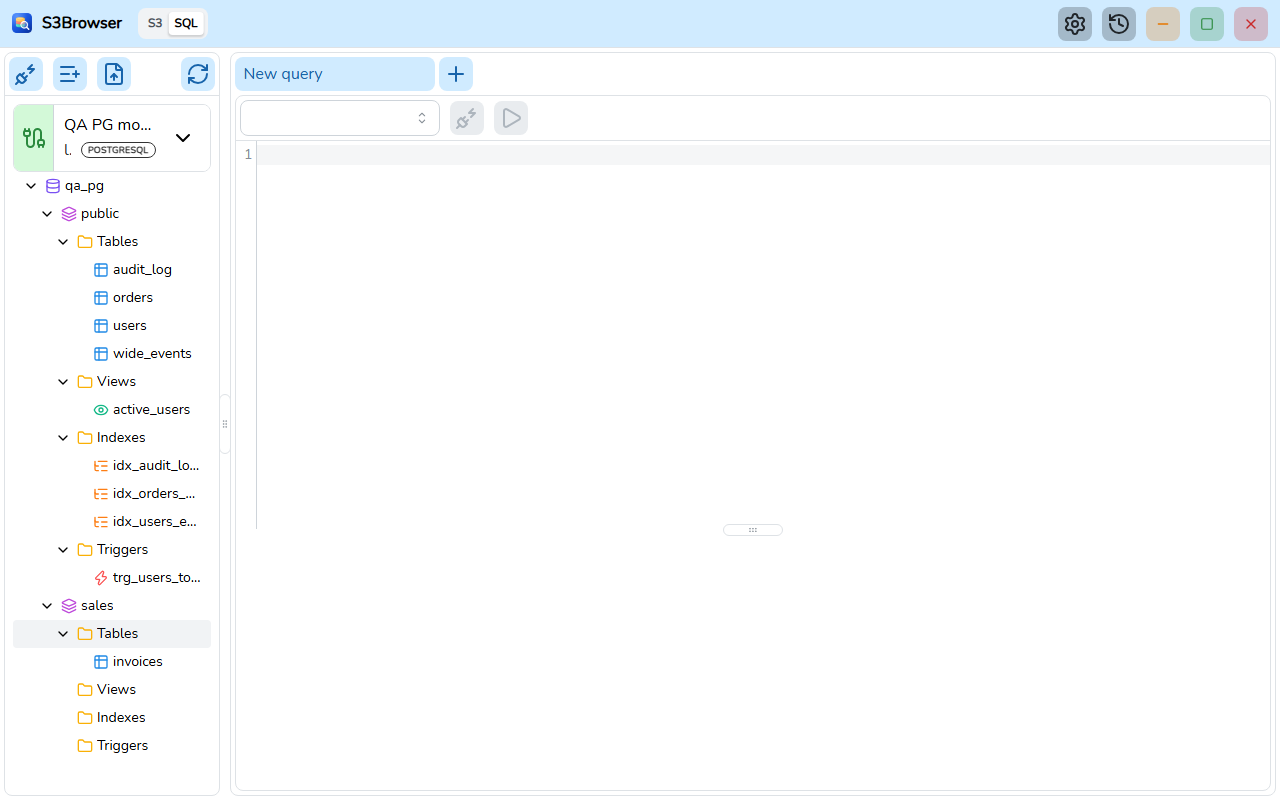 S3Browser S3 SQL
New query
QA PG mo...
l. POSTGRESQL
1
qa_pg
public
Tables
audit_log
orders
users
wide_events
Views
active_users
Indexes
idx_audit_lo...
idx_orders_...
idx_users_e...
Triggers
trg_users_to...
sales
Tables
invoices
Views
Indexes
Triggers